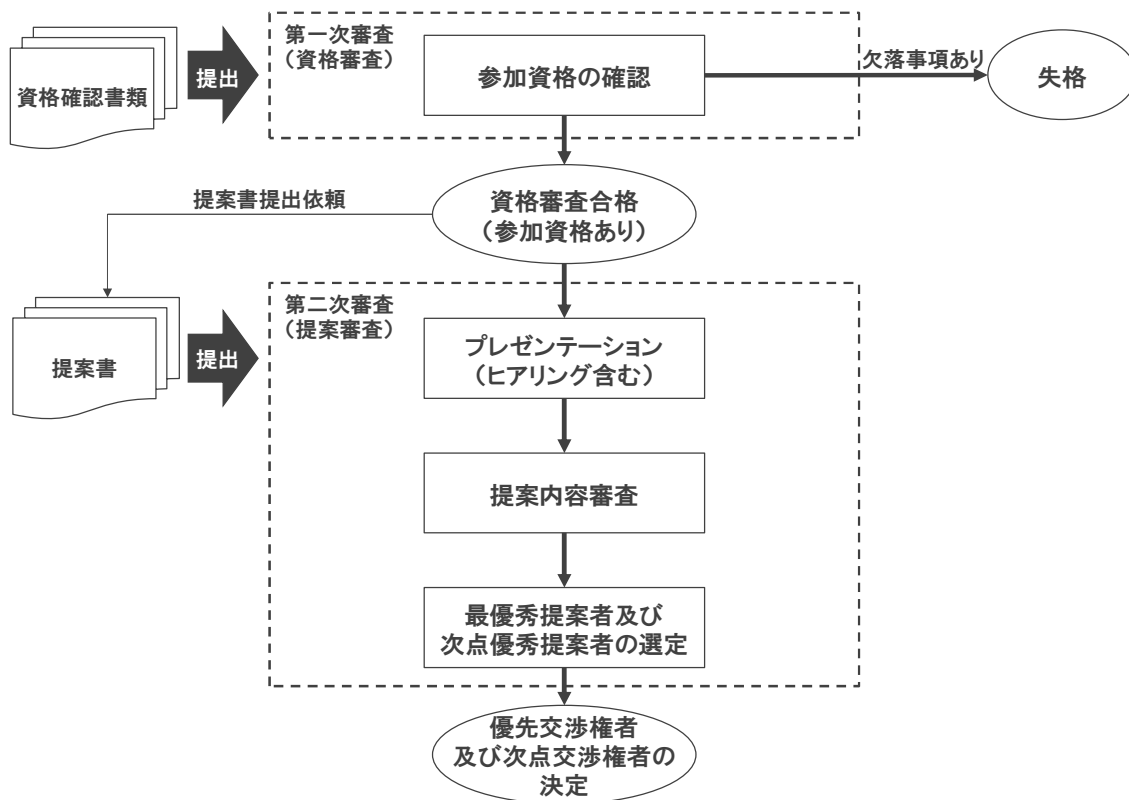 資格確認書類
提出
第一次審査
（資格審査）
参加資格の確認
欠落事項あり
失格
資格審査合格
（参加資格あり）
提案書提出依頼
提案書
提出
第二次審査
（提案審査）
プレゼンテーション
（ヒアリング含む）
提案内容審査
最優秀提案者及び
次点優秀提案者の選定
優先交渉権者
及び次点交渉権者の
決定